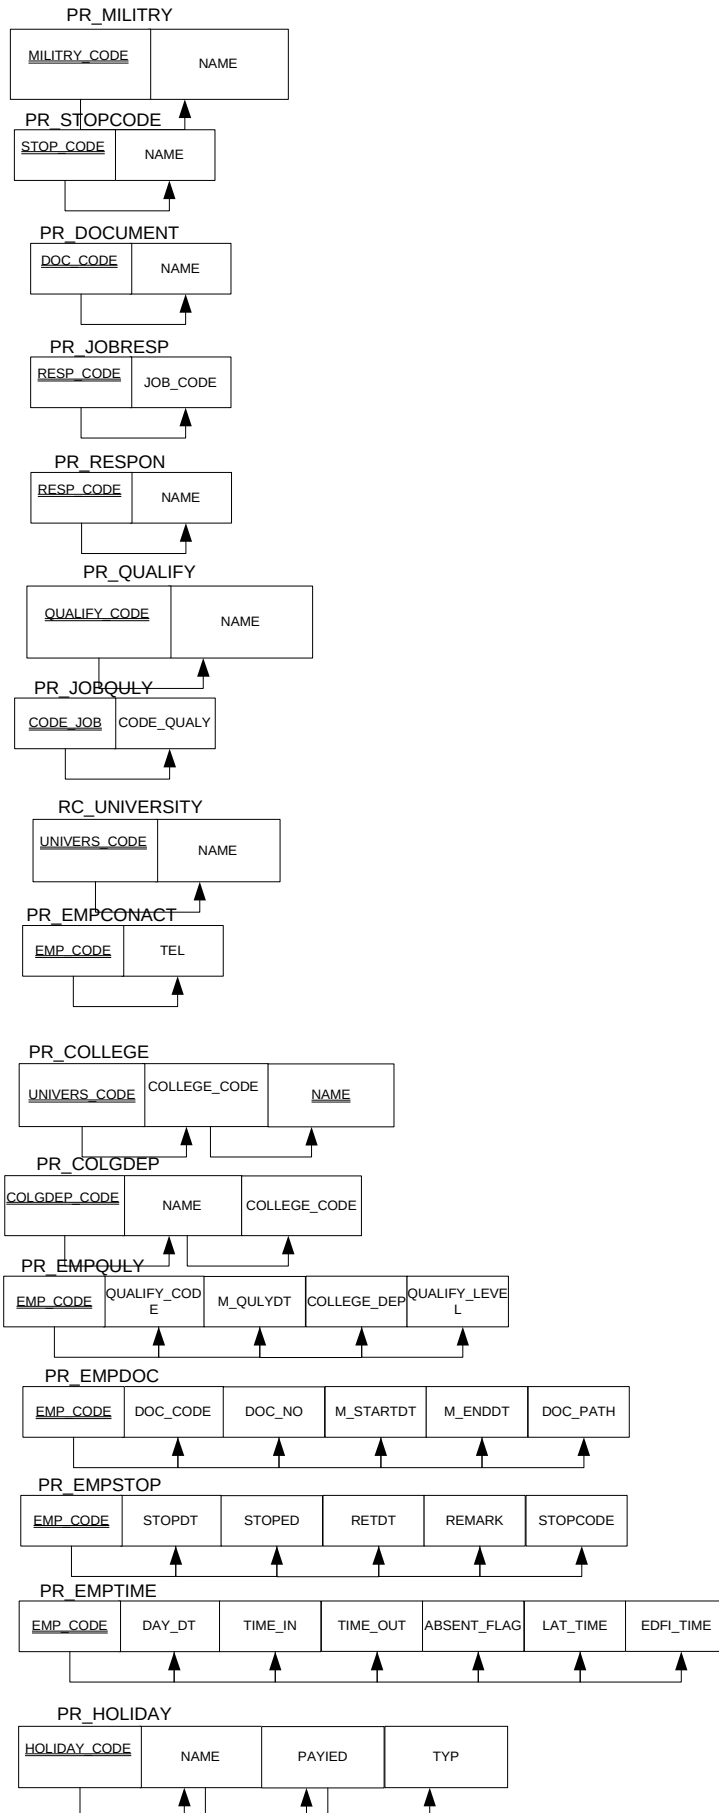 PR_MILITRY
MILITRY_CODE NAME
PR_STOPCODE
STOP_CODE NAME
PR_DOCUMENT
DOC_CODE NAME
PR_JOBRESP
RESP_CODE JOB_CODE
PR_RESPON
RESP_CODE NAME
PR_QUALIFY
QUALIFY_CODE NAME
PR_JOBQULY
CODE_JOB CODE_QUALY
RC_UNIVERSITY
UNIVERS_CODE NAME
PR_EMPCONACT
EMP_CODE TEL
PR_COLLEGE
UNIVERS_CODE COLLEGE_CODE NAME
PR_COLGDEP
COLGDEP_CODE NAME COLLEGE_CODE
PR_EMPQULY
EMP_CODE QUALIFY_COD
E M_QULYDT COLLEGE_DEP QUALIFY_LEVE
L
PR_EMPDOC
EMP_CODE DOC_CODE DOC_NO M_STARTDT M_ENDDT DOC_PATH
PR_EMPSTOP
EMP_CODE STOPDT STOPED RETDT REMARK STOPCODE
PR_EMPTIME
EMP_CODE DAY_DT TIME_IN TIME_OUT ABSENT_FLAG LAT_TIME EDFI_TIME
PR_HOLIDAY
HOLIDAY_CODE NAME PAYIED TYP